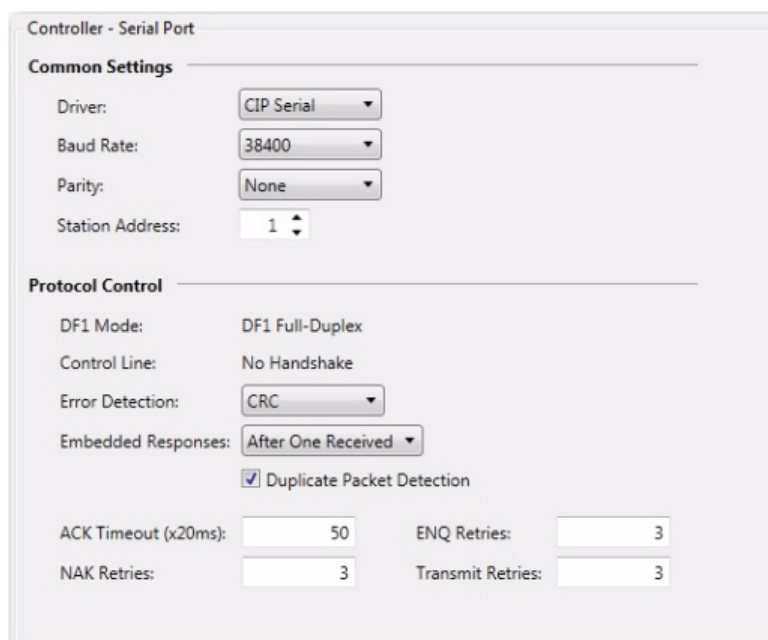 Controller - Serial Port
Common Settings
Driver: CIP Serial
Baud Rate: 38400
Parity: None
Station Address: 1
Protocol Control
DF1 Mode: DF1 Full-Duplex
Control Line: No Handshake
Error Detection: CRC
Embedded Responses: After One Received
Duplicate Packet Detection
ACK Timeout (x20ms): 50 ENQ Retries: 3
NAK Retries: 3 Transmit Retries: 3